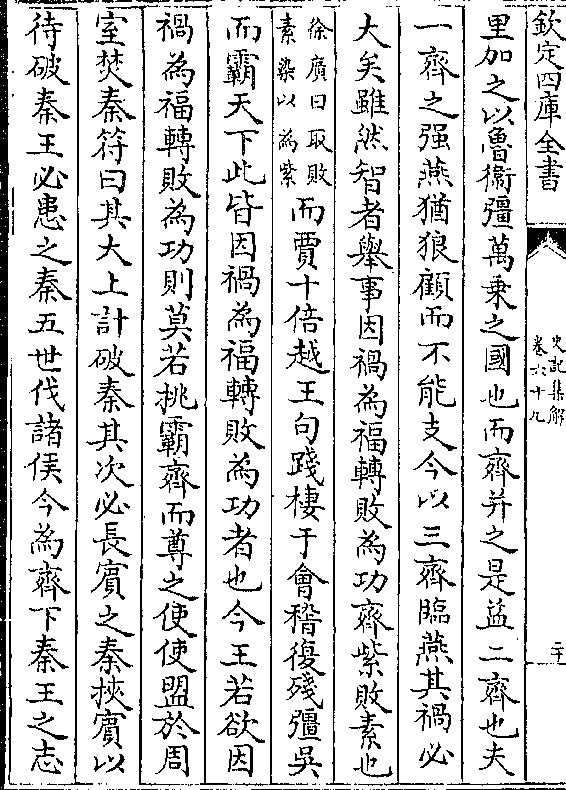 欽定四庫全書
史記集解
卷六十九
二十
里加之以魯衛彊萬乗之國也而齊并之是益二齊也夫
一齊之强燕猶狼顧而不能支今以三齊臨燕其禍必
大矣雖然智者舉事因禍為福轉敗為功齊紫敗素也
徐廣曰取敗
素染以為紫
而賈十倍越王句踐棲于會稽復殘彊吳
而霸天下此皆因禍為福轉敗為功者也今王若欲因
禍為福轉敗為功則莫若挑霸齊而尊之使使盟於周
室焚秦符曰其大上計破秦其次必長賔之秦挾賔以
待破秦王必患之秦五世伐諸侯今為齊下秦王之志